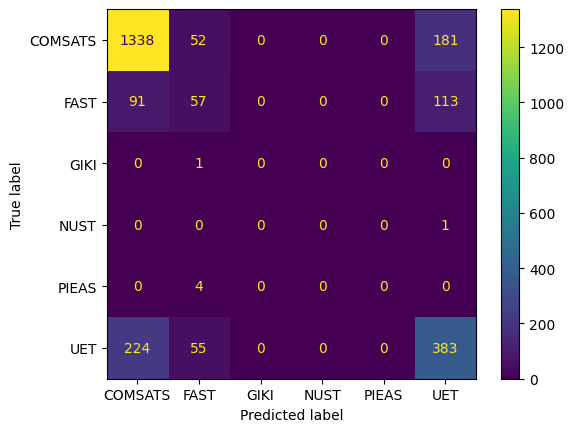 COMSATS 1338 52 0 0 0 181
FAST 91 57 0 0 0 113
GIKI 0 1 0 0 0 0
NUST 0 0 0 0 0 1
PIEAS 0 4 0 0 0 0
UET 224 55 0 0 0 383
COMSATS FAST GIKI NUST PIEAS UET
Predicted label
True label
1200
1000
800
600
400
200
0